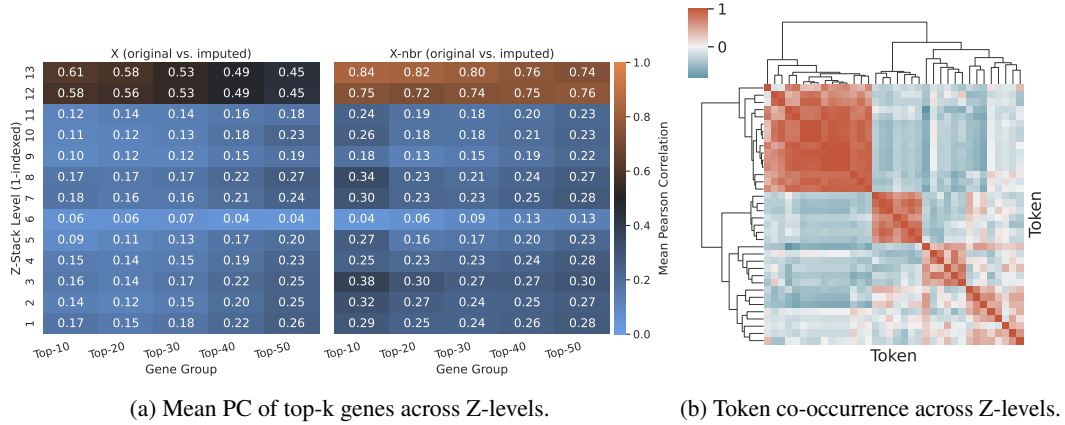 X (original vs. imputed)
X-nbr (original vs. imputed)
Z-Stack Level (1-indexed)
13 0.61 0.58 0.53 0.49 0.45 0.84 0.82 0.80 0.76 0.74
12 0.58 0.56 0.53 0.49 0.45 0.75 0.72 0.74 0.75 0.76
11 0.12 0.14 0.14 0.16 0.18 0.24 0.19 0.18 0.20 0.23
10 0.11 0.12 0.13 0.18 0.23 0.26 0.18 0.18 0.21 0.23
9 0.10 0.12 0.12 0.15 0.19 0.18 0.13 0.15 0.19 0.22
8 0.17 0.17 0.17 0.22 0.27 0.34 0.23 0.21 0.24 0.27
7 0.18 0.16 0.16 0.21 0.24 0.30 0.23 0.23 0.25 0.28
6 0.06 0.06 0.07 0.04 0.04 0.04 0.06 0.09 0.13 0.13
5 0.09 0.11 0.13 0.17 0.20 0.27 0.16 0.17 0.20 0.23
4 0.15 0.14 0.15 0.19 0.23 0.25 0.23 0.23 0.24 0.28
3 0.16 0.14 0.17 0.22 0.25 0.38 0.30 0.27 0.27 0.30
2 0.14 0.12 0.15 0.20 0.25 0.32 0.27 0.24 0.25 0.27
1 0.17 0.15 0.18 0.22 0.26 0.29 0.25 0.24 0.26 0.28
Top-10 Top-20 Top-30 Top-40 Top-50 Top-10 Top-20 Top-30 Top-40 Top-50
Gene Group
Gene Group
1.0
0.8
0.6
0.4
0.2
0.0
Mean Pearson Correlation
(a) Mean PC of top-k genes across Z-levels.
1
0
Token
Token
(b) Token co-occurrence across Z-levels.